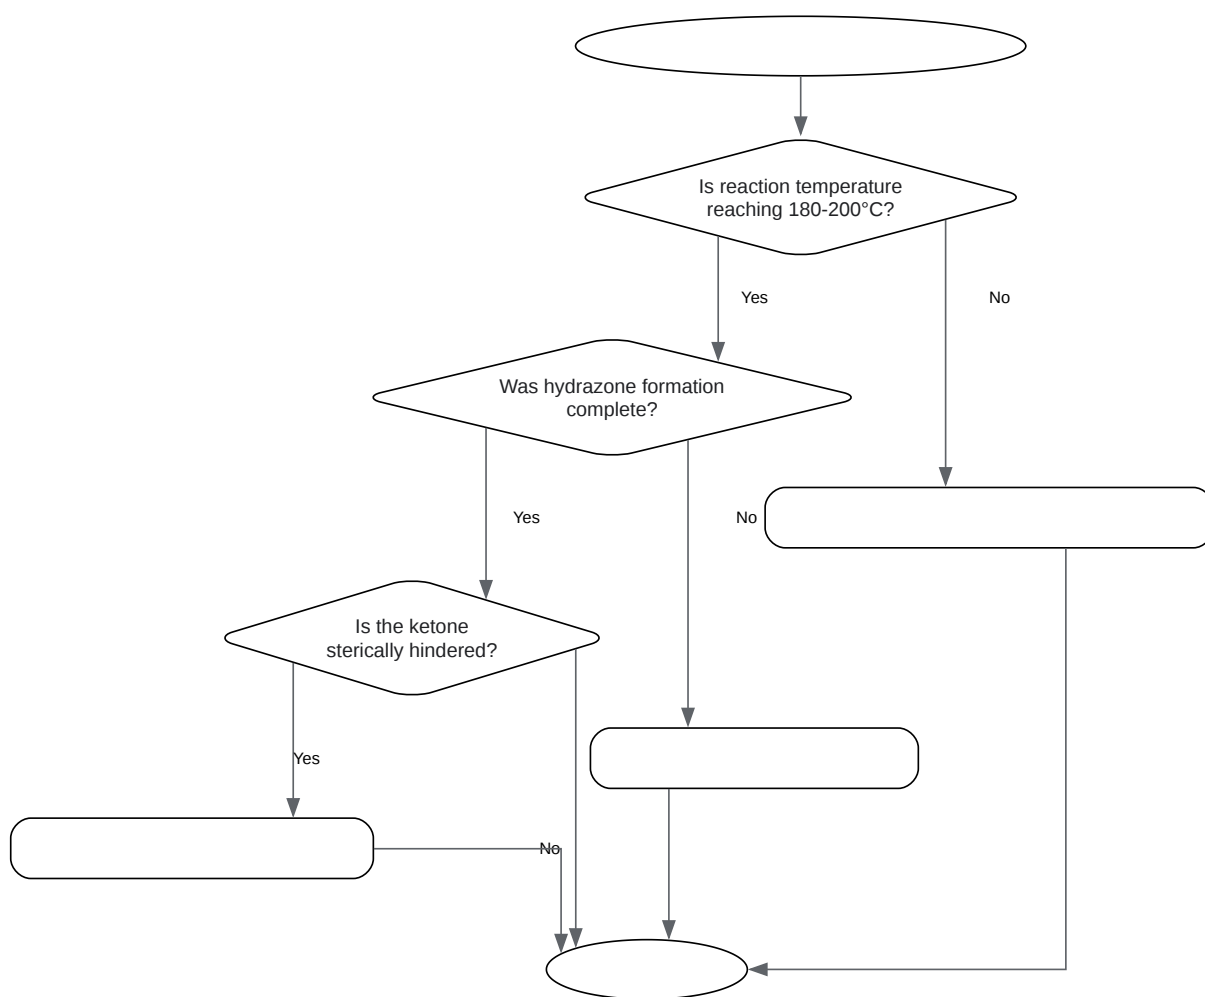 Is reaction temperature
reaching 180-200°C?
Yes
No
Was hydrazone formation
complete?
Yes
No
Is the ketone
sterically hindered?
Yes
No